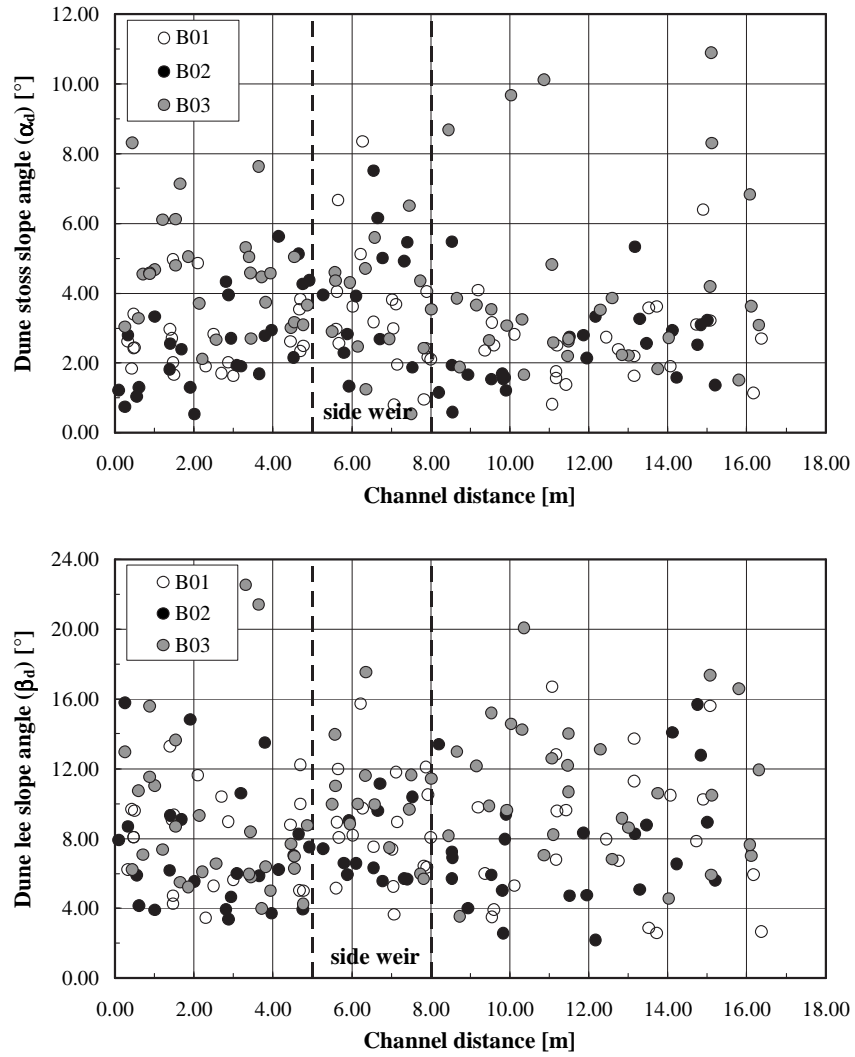 12.00
10.00
8.00
6.00
4.00
2.00
0.00
Dune stoss slope angle (αd) [°]
B01
B02
B03
side weir
0.00 2.00 4.00 6.00 8.00 10.00 12.00 14.00 16.00 18.00
Channel distance [m]
24.00
20.00
16.00
12.00
8.00
4.00
0.00
Dune lee slope angle (βd) [°]
B01
B02
B03
side weir
0.00 2.00 4.00 6.00 8.00 10.00 12.00 14.00 16.00 18.00
Channel distance [m]